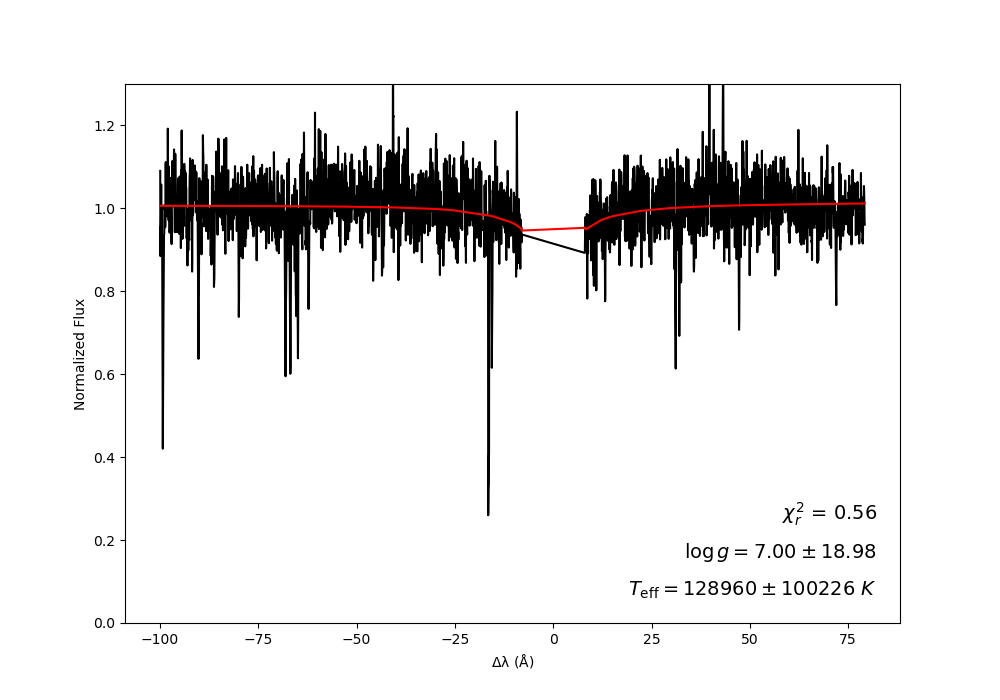 1.2
1.0
0.8
0.6
0.4
0.2
0.0
Normalized Flux
χ²ᵣ = 0.56
log g = 7.00 ± 18.98
T_eff = 128960 ± 100226 K
−100 −75 −50 −25 0 25 50 75
Δλ (Å)